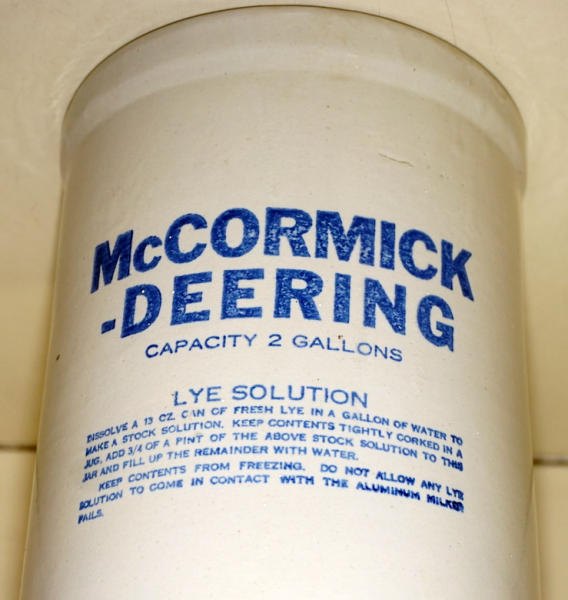 McCORMICK
-DEERING
CAPACITY 2 GALLONS
LYE SOLUTION
DISSOLVE A 13 OZ. CAN OF FRESH LYE IN A GALLON OF WATER TO
MAKE A STOCK SOLUTION. KEEP CONTENTS TIGHTLY CORKED IN A
JUG, ADD 3/4 OF A PINT OF THE ABOVE STOCK SOLUTION TO THIS
JAR AND FILL UP THE REMAINDER WITH WATER.
KEEP CONTENTS FROM FREEZING. DO NOT ALLOW ANY LYE
SOLUTION TO COME IN CONTACT WITH THE ALUMINUM MILKER
PAILS.